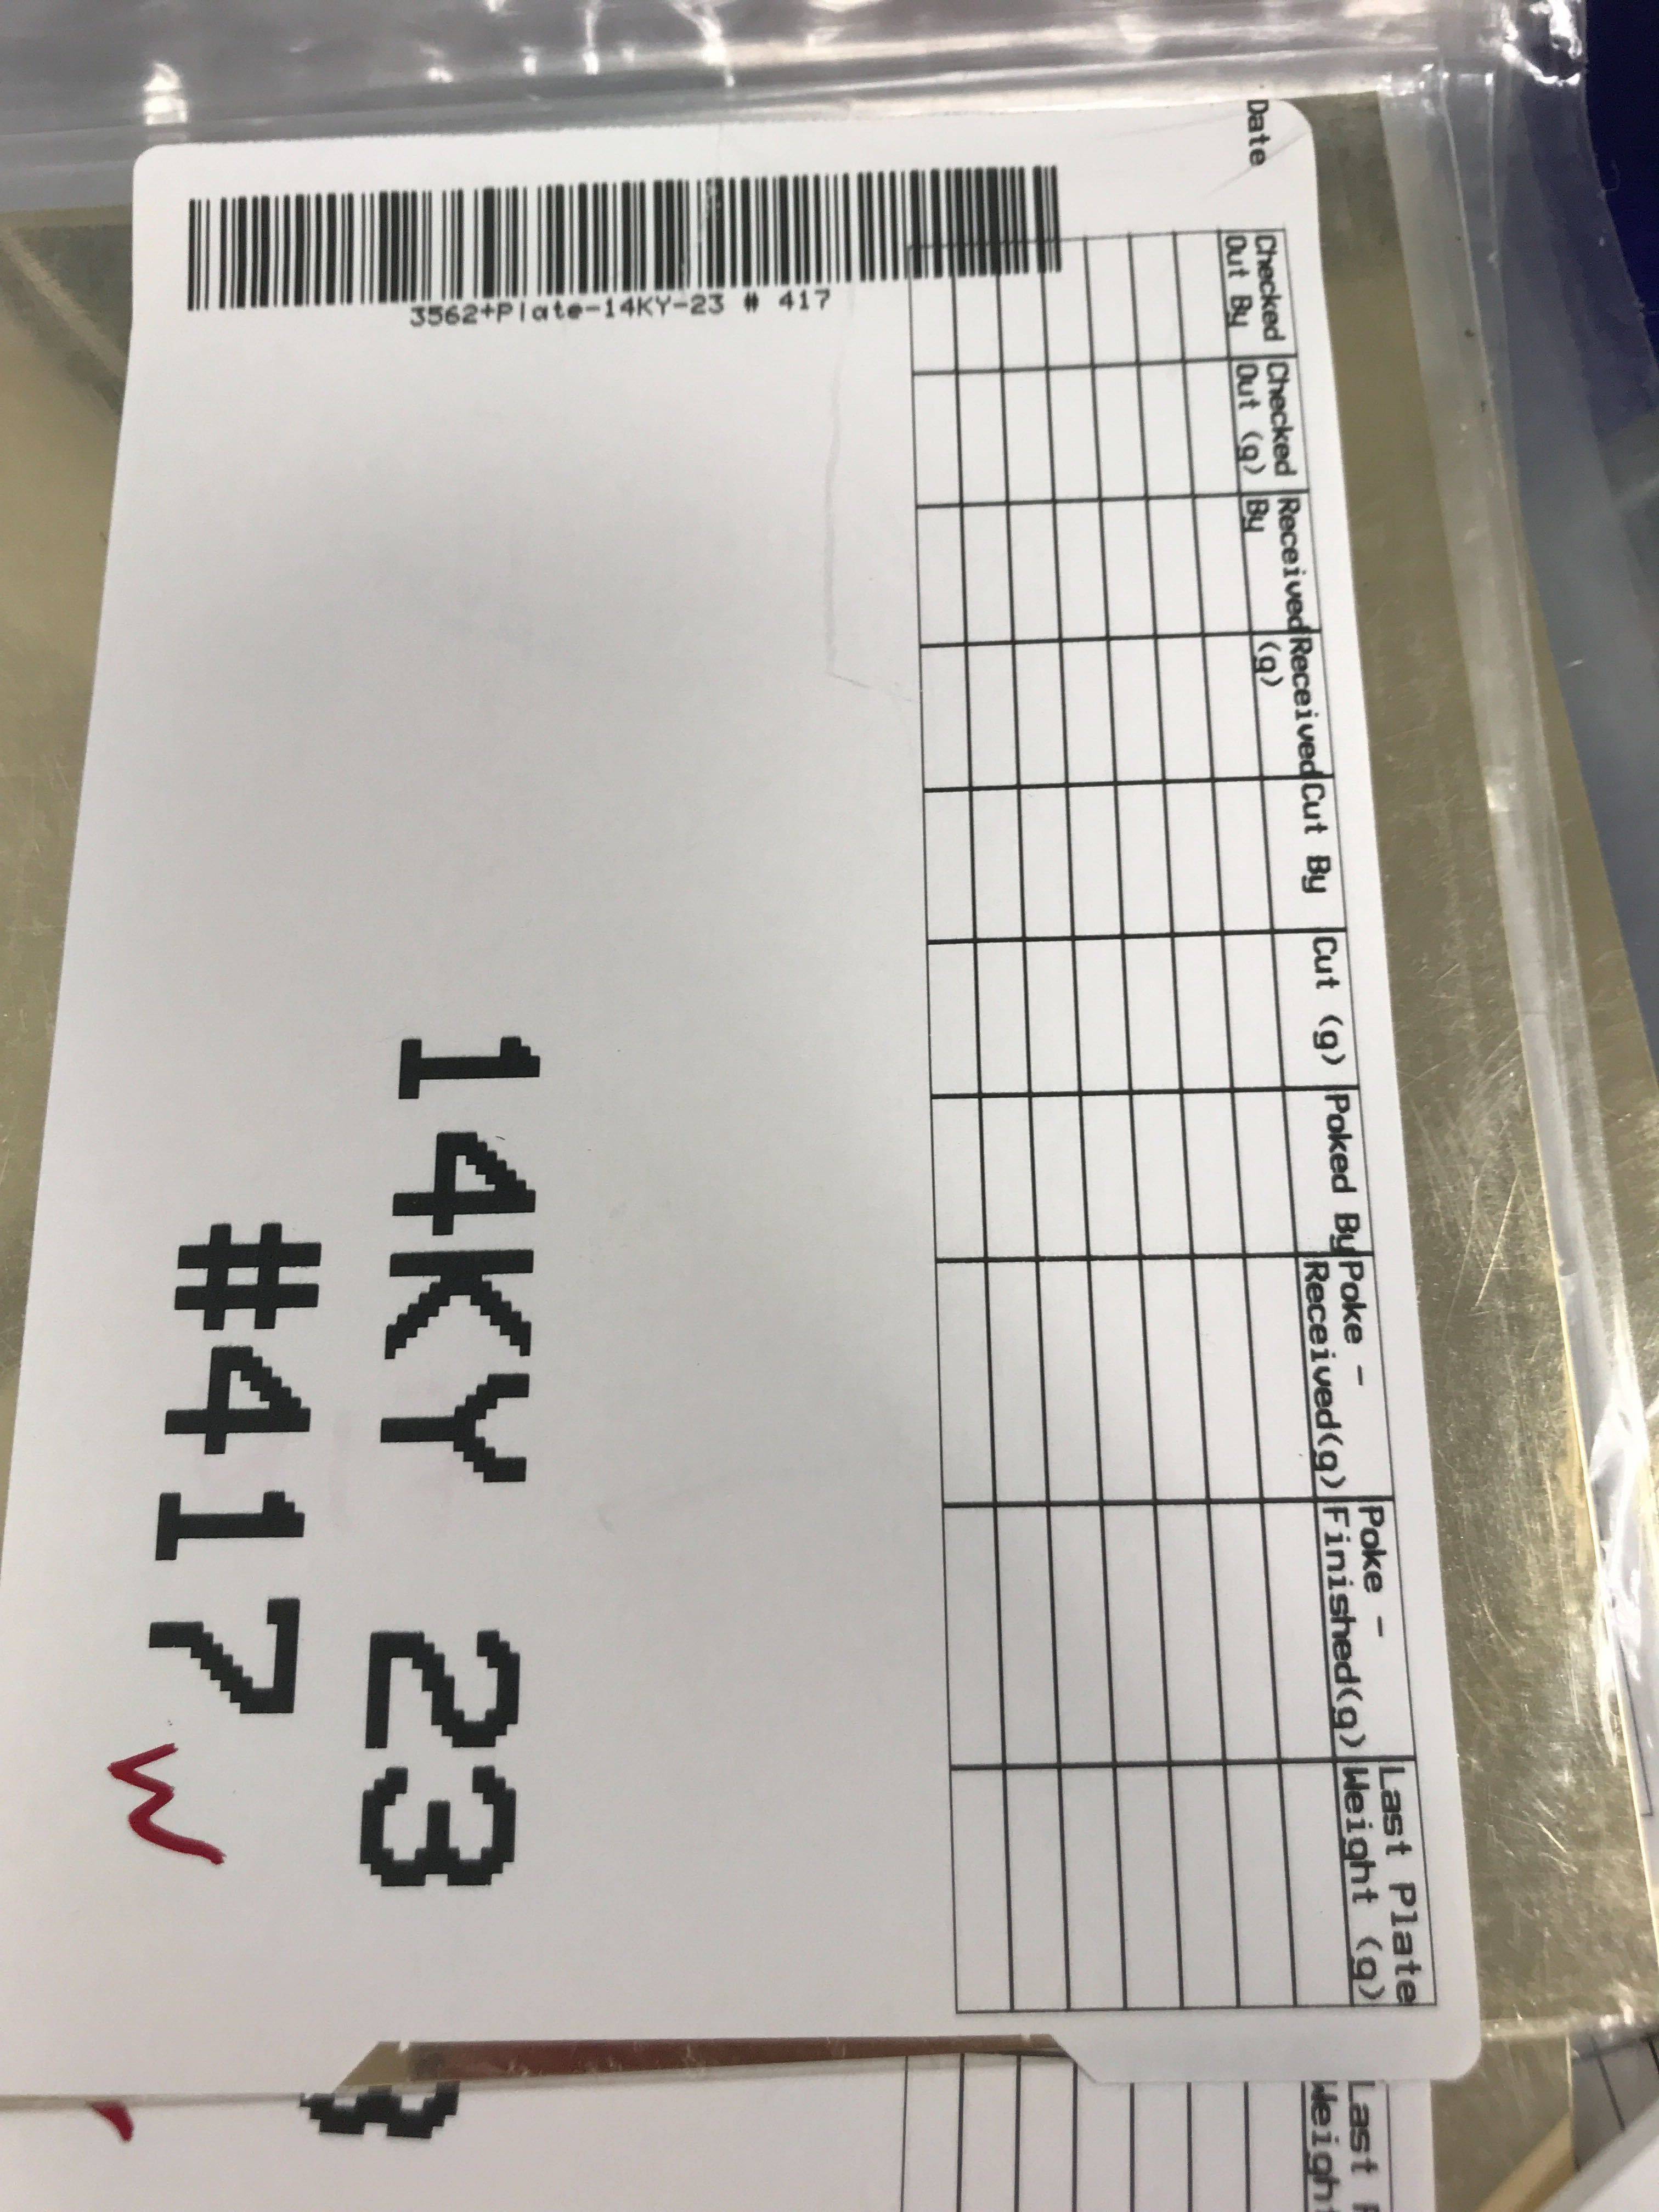 Date
Checked Out By
Checked Out (g)
Received By
Received (g)
Cut By
Cut (g)
Poked By
Poke - Received(g)
Poke - Finished(g)
Last Plate Weight (g)
3562+Plate-14KY-23 # 417
14KY 23
#417
W
Last